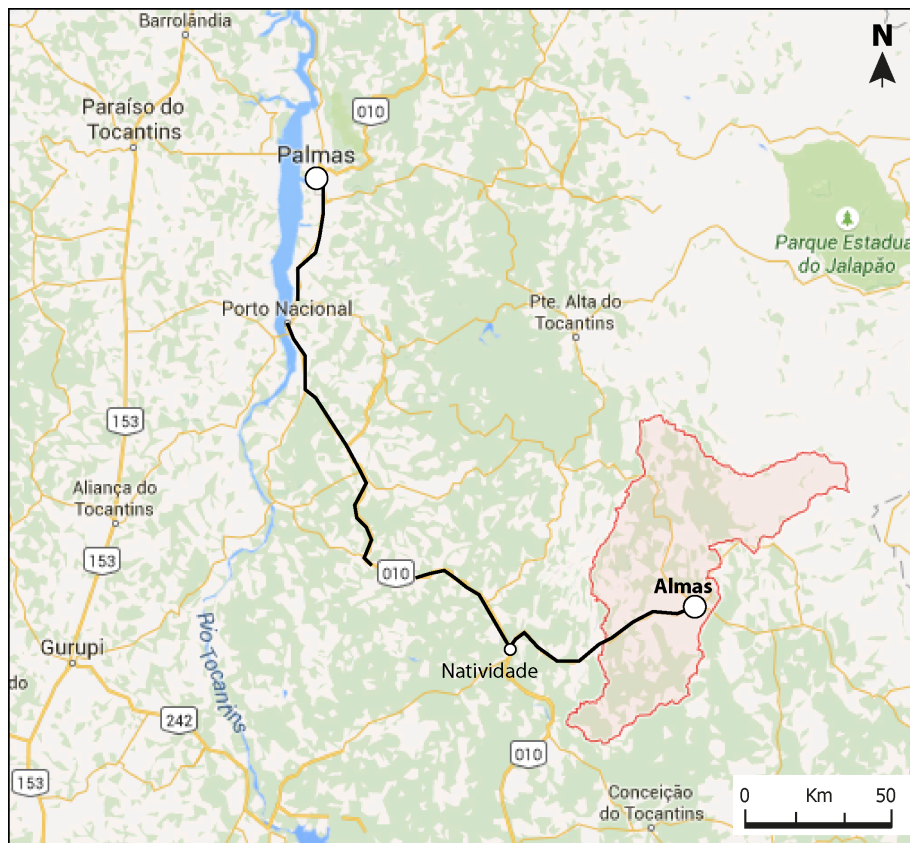 Barrolândia
N
Paraíso do
Tocantins
010
Palmas
Parque Estadua
do Jalapão
Porto Nacional
Pte. Alta do
Tocantins
153
Aliança do
Tocantins
153
010
Almas
Rio Tocantins
Gurupi
Natividade
do
242
010
153
Conceição
do Tocantins
0 Km 50